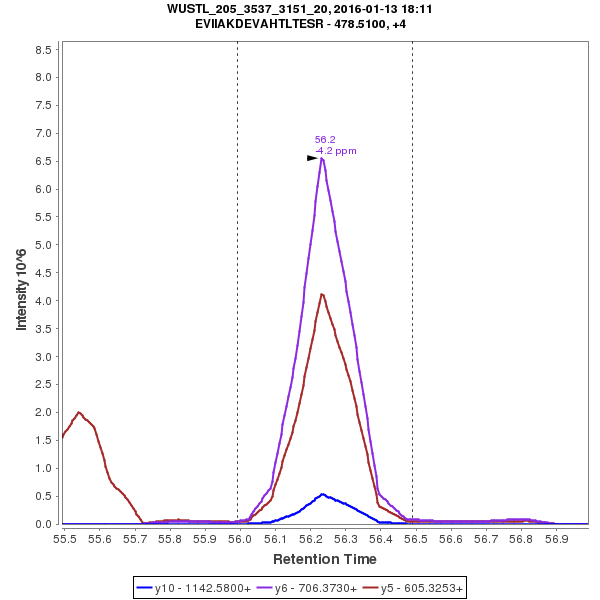 WUSTL_205_3537_3151_20, 2016-01-13 18:11
EVIIAKDEVAHTLTESR - 478.5100, +4
8.5
8.0
7.5
7.0
6.5
6.0
5.5
5.0
4.5
4.0
3.5
3.0
2.5
2.0
1.5
1.0
0.5
0.0
Intensity 10^6
56.2
-4.2 ppm
55.5 55.6 55.7 55.8 55.9 56.0 56.1 56.2 56.3 56.4 56.5 56.6 56.7 56.8 56.9
Retention Time
y10 - 1142.5800+ y6 - 706.3730+ y5 - 605.3253+